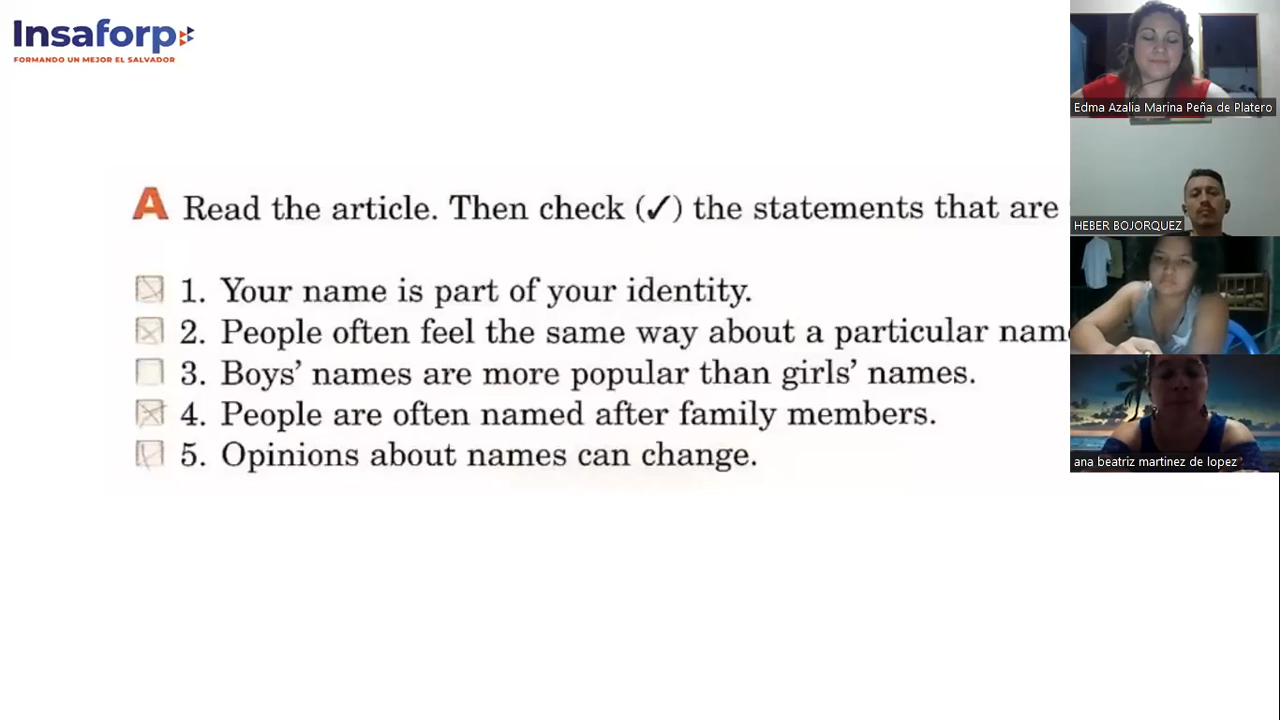 Insaforp
FORMANDO UN MEJOR EL SALVADOR
A Read the article. Then check (✓) the statements that are
1. Your name is part of your identity.
2. People often feel the same way about a particular nam
3. Boys' names are more popular than girls' names.
4. People are often named after family members.
5. Opinions about names can change.
Edma Azalia Marina Peña de Platero
HEBER BOJORQUEZ
ana beatriz martinez de lopez